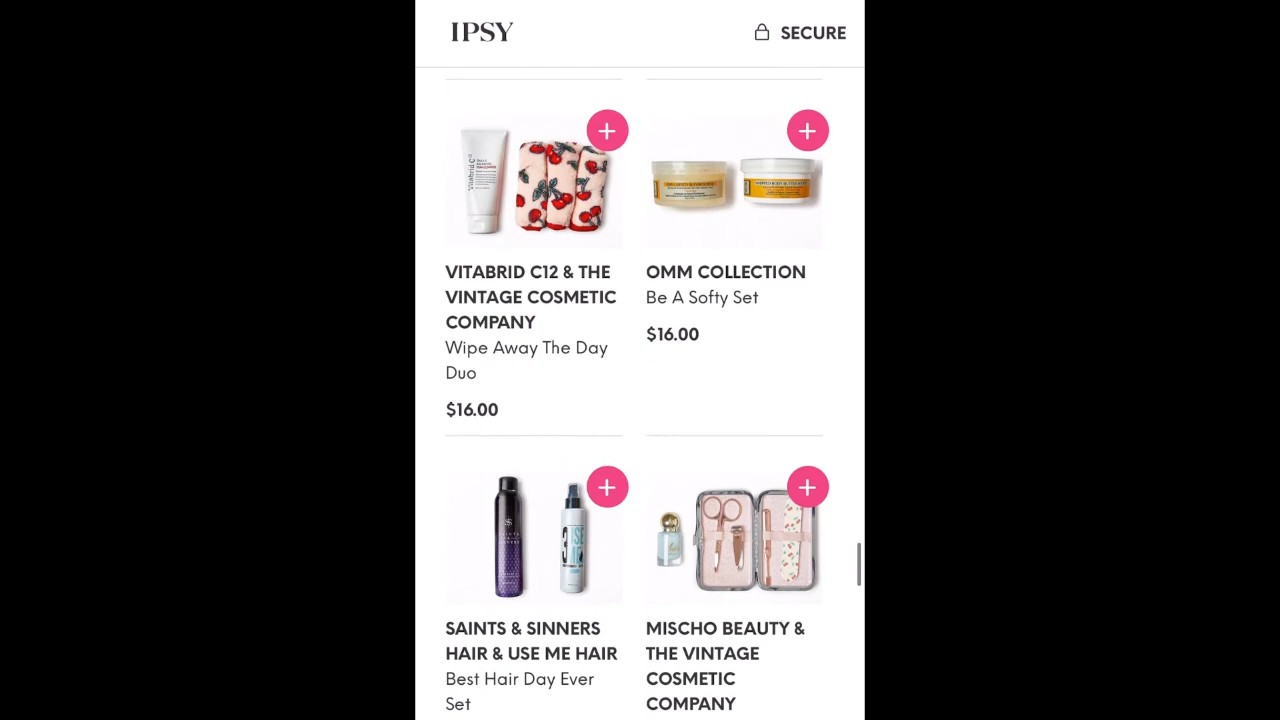 IPSY
SECURE
Vitabrid C¹²
VITABRID C12 & THE
VINTAGE COSMETIC
COMPANY
Wipe Away The Day
Duo
$16.00
OMM COLLECTION
Be A Softy Set
$16.00
SAINTS & SINNERS
HAIR & USE ME HAIR
Best Hair Day Ever
Set
MISCHO BEAUTY &
THE VINTAGE
COSMETIC
COMPANY